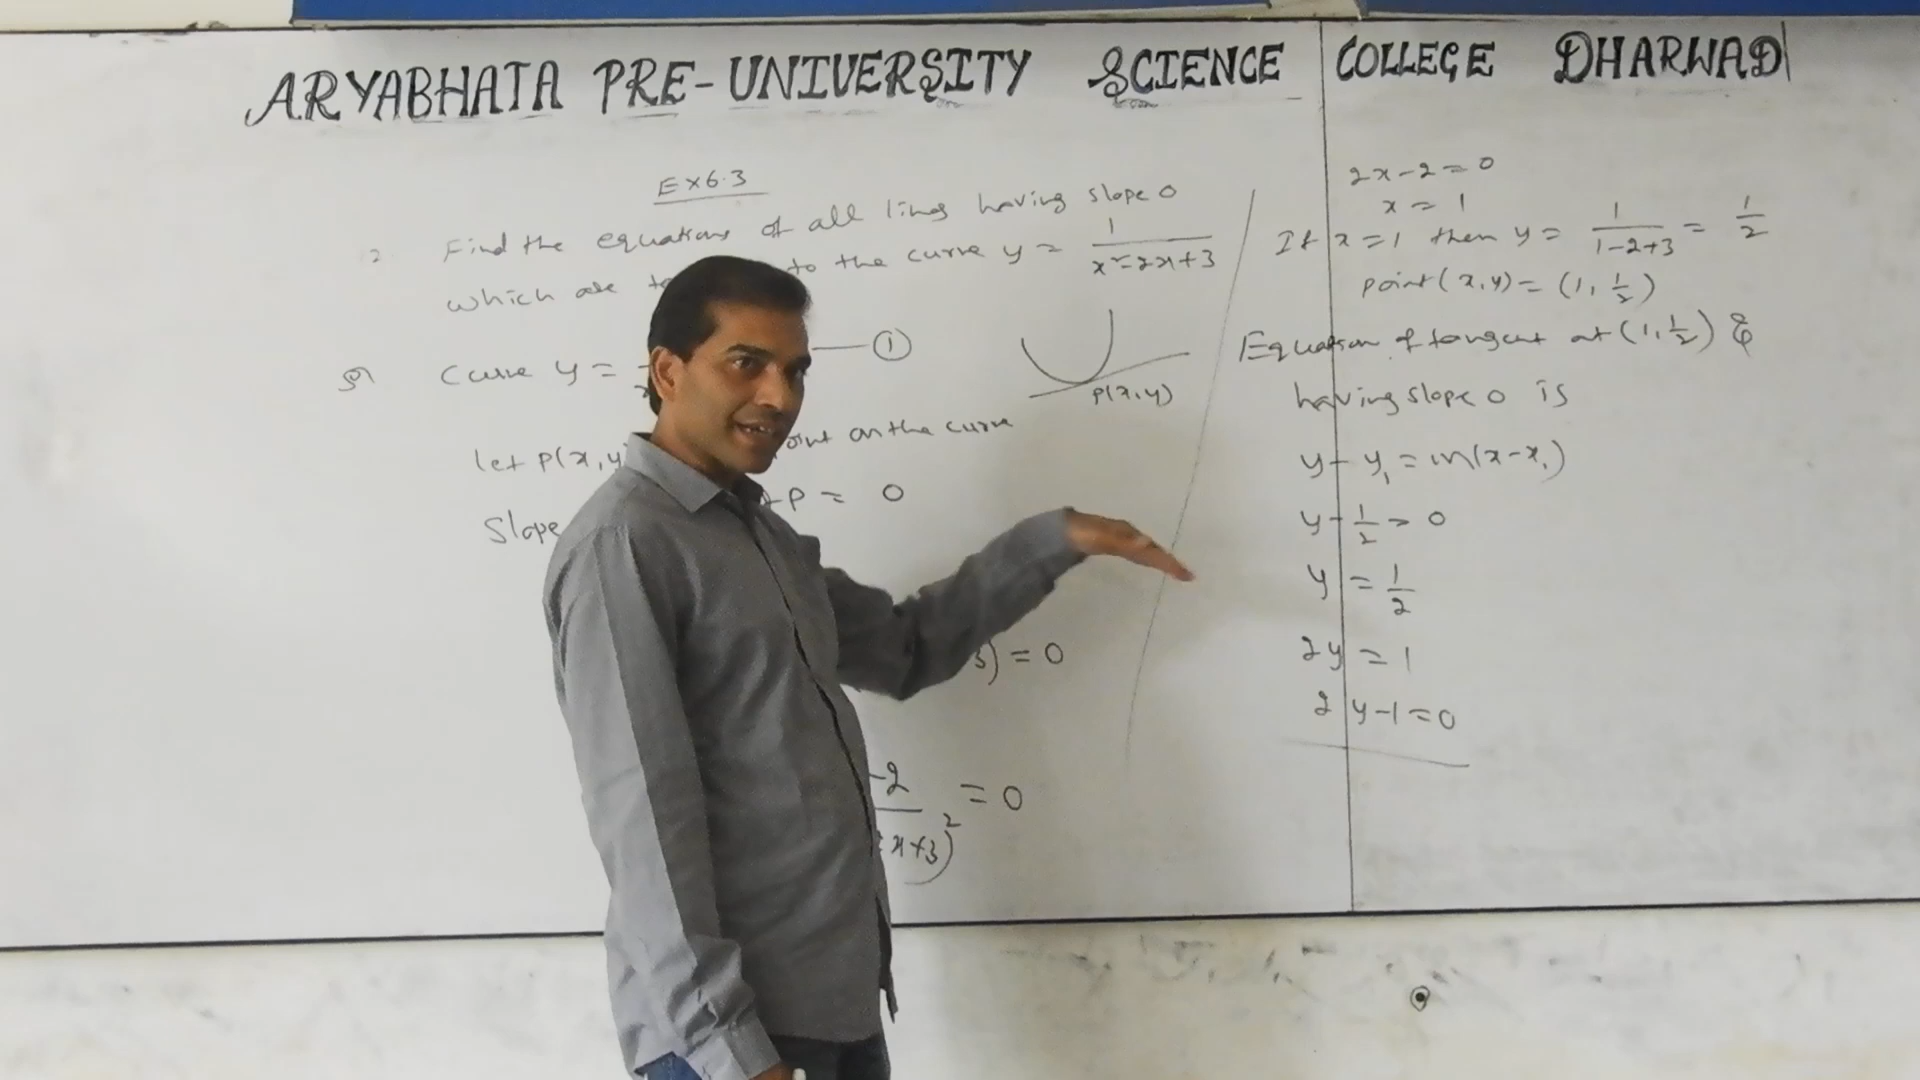 ARYABHATA PRE-UNIVERSITY SCIENCE COLLEGE DHARWAD
Ex 6.3
2. Find the equations of all lines having slope 0
which are to the curve y = 1/(x²-2x+3)
curve y = ①
P(x,y)
let P(x,y on the curve
Slope P = 0
3) = 0
-2/(x+3)² = 0
2x-2=0
x = 1
If x=1 then y = 1/(1-2+3) = 1/2
point (x,y) = (1, 1/2)
Equation of tangent at (1, 1/2) &
having slope 0 is
y - y₁ = m(x-x₁)
y - 1/2 = 0
y = 1/2
2y = 1
2y-1=0